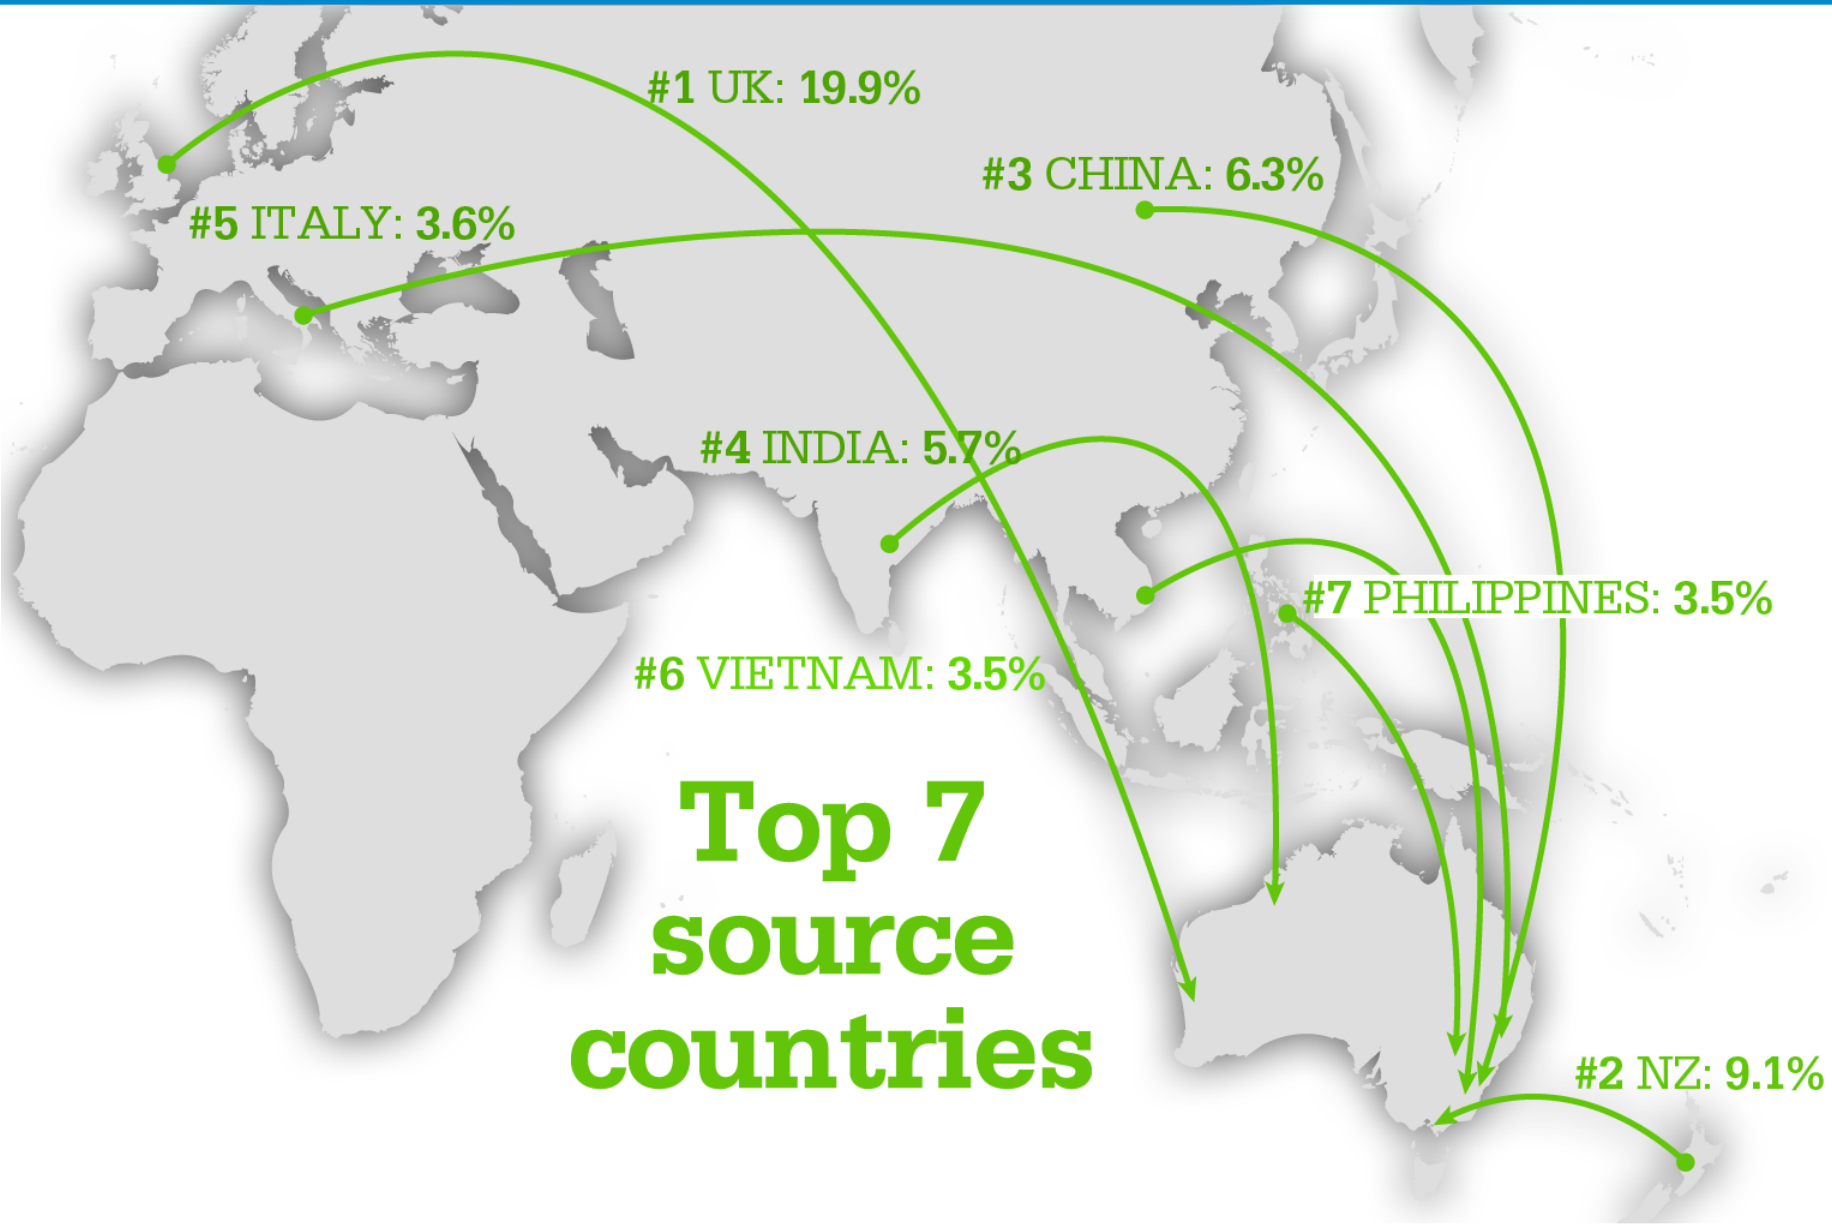 #1 UK: 19.9%
#3 CHINA: 6.3%
#5 ITALY: 3.6%
#4 INDIA: 5.7%
#7 PHILIPPINES: 3.5%
#6 VIETNAM: 3.5%
Top 7
source
countries
#2 NZ: 9.1%